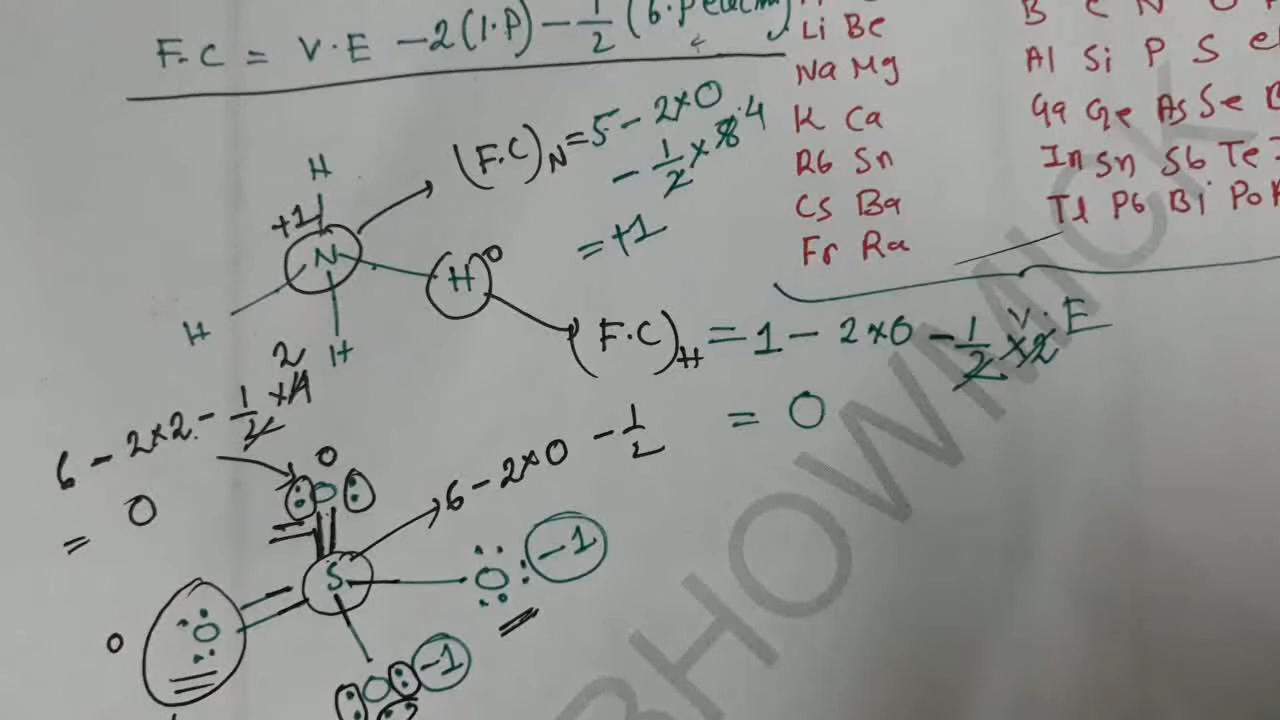 F.C = V.E - 2(l.P) - 1/2 (b.P
Li Be
B C N
Na Mg
Al Si P S
K Ca
Ga Ge As Se
Rb Sn
In Sn Sb Te
Cs Ba
Tl Pb Bi Po
Fr Ra
V.E
H
+1
N
H 0
H
H
(F.C)N = 5 - 2×0
- 1/2 × 8 4
= +1
(F.C)H = 1 - 2×0 - 1/2 × 2
= 0
6 - 2×2 - 1/2 × 4 2
= 0
0
O
S
6 - 2×0 - 1/2
O -1
0
O
O -1
BHOWMICK